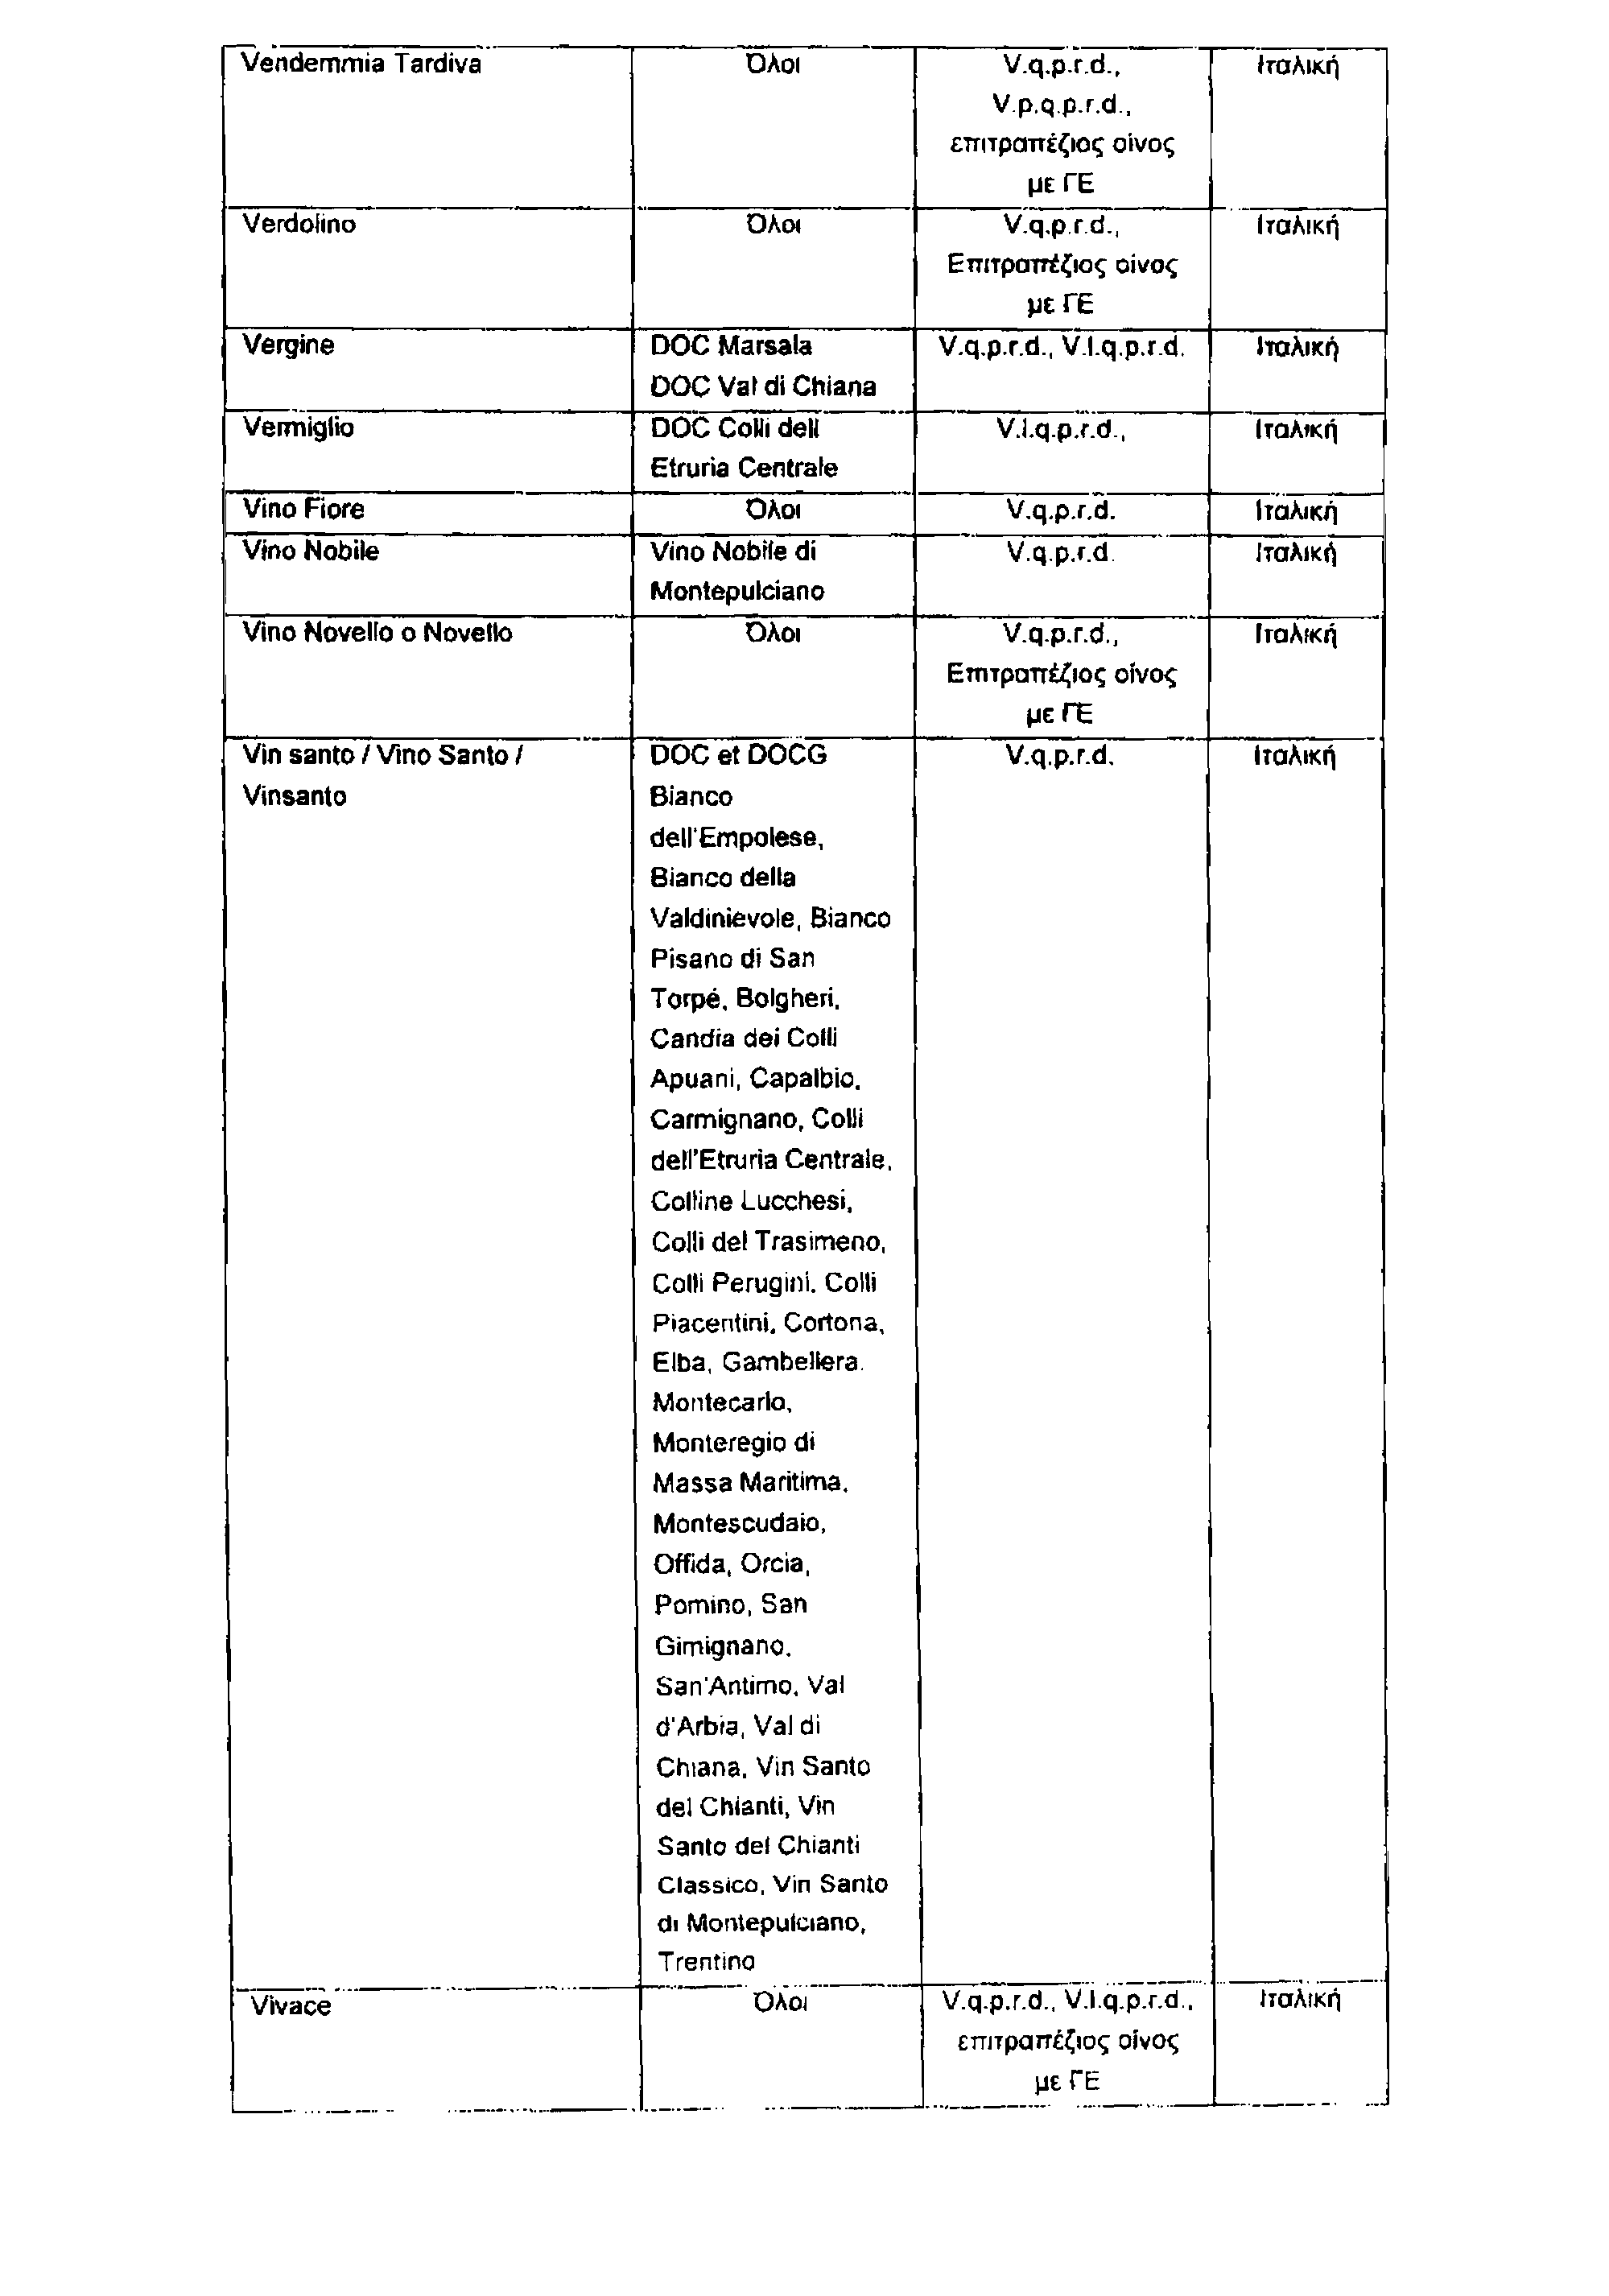 Vendemmia Tardiva Όλοι V.q.p.r.d., Ιταλική
V.p.q.p.r.d.,
επιτραπέζιος οίνος
με ΓΕ
Verdolino Όλοι V.q.p.r.d., Ιταλική
Επιτραπέζιος οίνος
με ΓΕ
Vergine DOC Marsala V.q.p.r.d., V.l.q.p.r.d. Ιταλική
DOC Val di Chiana
Vermiglio DOC Colli dell V.l.q.p.r.d., Ιταλική
Etruria Centrale
Vino Fiore Όλοι V.q.p.r.d. Ιταλική
Vino Nobile Vino Nobile di V.q.p.r.d. Ιταλική
Montepulciano
Vino Novello o Novello Όλοι V.q.p.r.d., Ιταλική
Επιτραπέζιος οίνος
με ΓΕ
Vin santo / Vino Santo / DOC et DOCG V.q.p.r.d. Ιταλική
Vinsanto Bianco
dell'Empolese,
Bianco della
Valdinievole, Bianco
Pisano di San
Torpé, Bolgheri,
Candia dei Colli
Apuani, Capalbio,
Carmignano, Colli
dell'Etruria Centrale,
Colline Lucchesi,
Colli del Trasimeno,
Colli Perugini, Colli
Piacentini, Cortona,
Elba, Gambellera.
Montecarlo,
Monteregio di
Massa Maritima,
Montescudaio,
Offida, Orcia,
Pomino, San
Gimignano,
San'Antimo, Val
d'Arbia, Val di
Chiana, Vin Santo
del Chianti, Vin
Santo del Chianti
Classico, Vin Santo
di Montepulciano,
Trentino
Vivace Όλοι V.q.p.r.d., V.l.q.p.r.d., Ιταλική
επιτραπέζιος οίνος
με ΓΕ